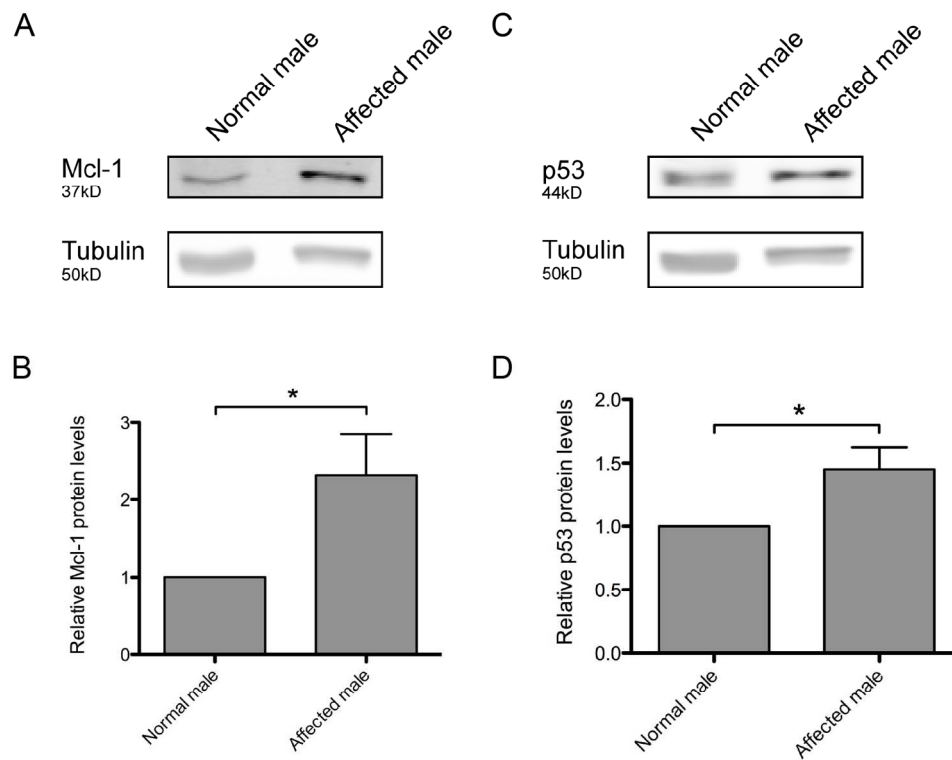 A
Normal male
Affected male
Mcl-1
37kD
Tubulin
50kD
B
*
Relative Mcl-1 protein levels
3
2
1
0
Normal male
Affected male
C
Normal male
Affected male
p53
44kD
Tubulin
50kD
D
*
Relative p53 protein levels
2.0
1.5
1.0
0.5
0.0
Normal male
Affected male